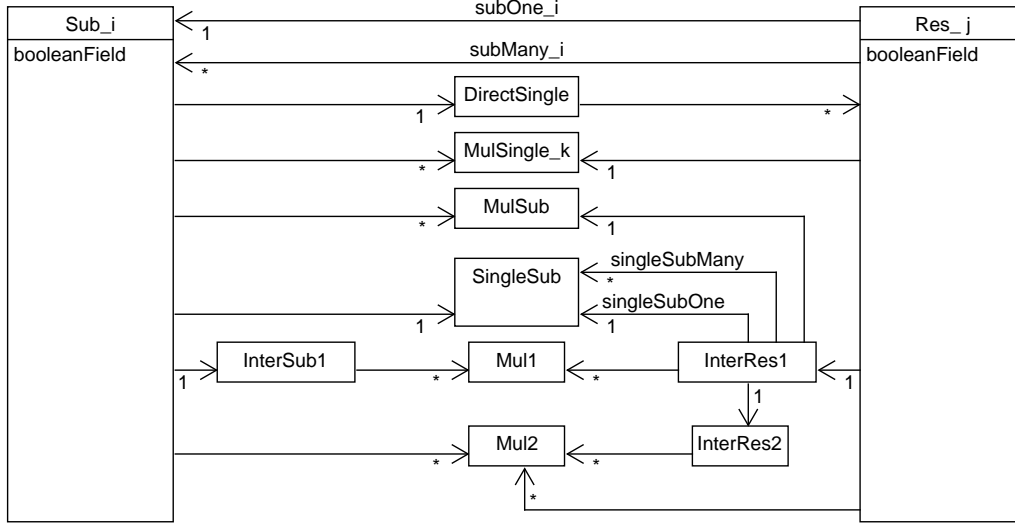 subOne_i
Sub_i
Res_ j
1
booleanField
subMany_i
booleanField
*
DirectSingle
1
*
MulSingle_k
*
1
MulSub
*
1
singleSubMany
SingleSub
*
singleSubOne
1
1
InterSub1
Mul1
InterRes1
1
*
*
1
1
Mul2
InterRes2
*
*
*